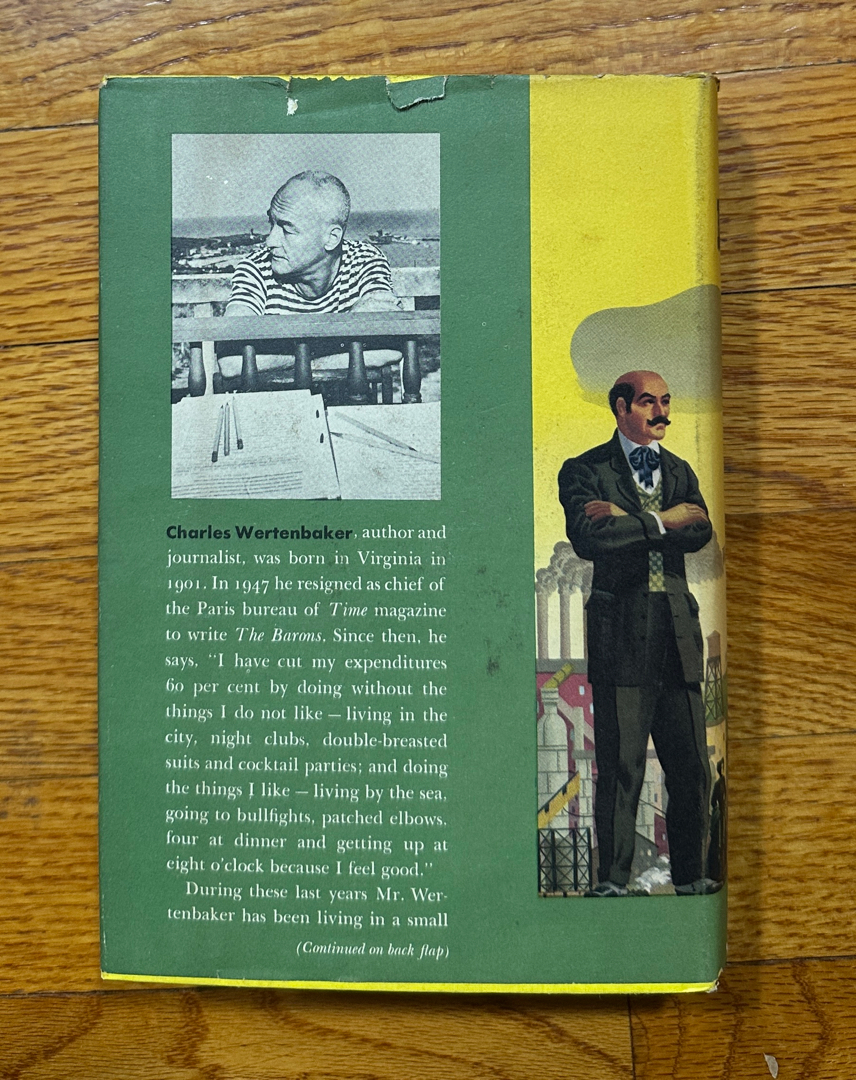 Charles Wertenbaker, author and
journalist, was born in Virginia in
1901. In 1947 he resigned as chief of
the Paris bureau of Time magazine
to write The Barons. Since then, he
says, "I have cut my expenditures
60 per cent by doing without the
things I do not like — living in the
city, night clubs, double-breasted
suits and cocktail parties; and doing
the things I like — living by the sea,
going to bullfights, patched elbows,
four at dinner and getting up at
eight o'clock because I feel good."
During these last years Mr. Wer-
tenbaker has been living in a small
(Continued on back flap)